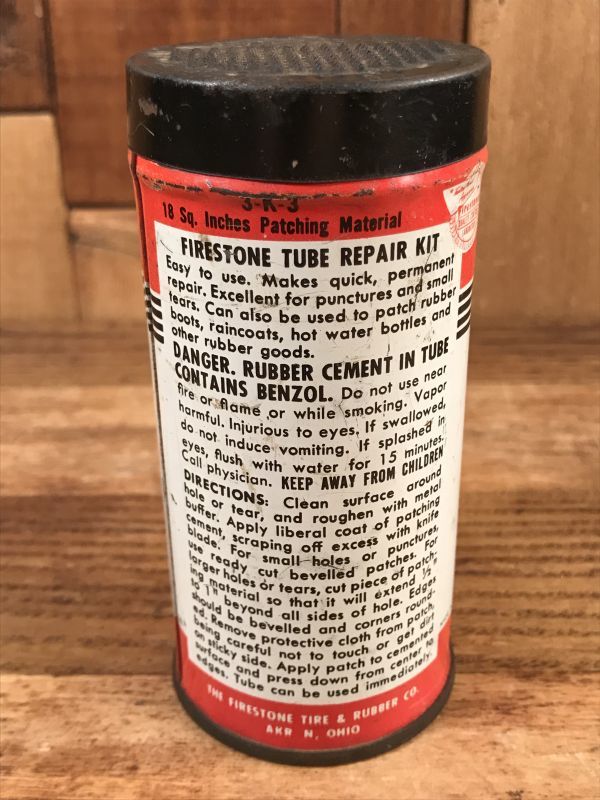 3-K-3
18 Sq. Inches Patching Material
FIRESTONE TUBE REPAIR KIT
Easy to use. Makes quick, permanent
repair. Excellent for punctures and small
tears. Can also be used to patch rubber
boots, raincoats, hot water bottles and
other rubber goods.
DANGER. RUBBER CEMENT IN TUBE
CONTAINS BENZOL. Do not use near
fire or flame or while smoking. Vapor
harmful. Injurious to eyes. If swallowed,
do not induce vomiting. If splashed in
eyes, flush with water for 15 minutes.
Call physician. KEEP AWAY FROM CHILDREN
DIRECTIONS: Clean surface around
hole or tear, and roughen with metal
buffer. Apply liberal coat of patching
cement, scraping off excess with knife
blade. For small holes or punctures,
use ready cut bevelled patches. For
larger holes or tears, cut piece of patch-
ing material so that it will extend ½"
to 1" beyond all sides of hole. Edges
should be bevelled and corners round-
ed. Remove protective cloth from patch,
being careful not to touch or get dirt
on sticky side. Apply patch to cemented
surface and press down from center to
edges. Tube can be used immediately.
THE FIRESTONE TIRE & RUBBER CO.
AKR N, OHIO
Firestone